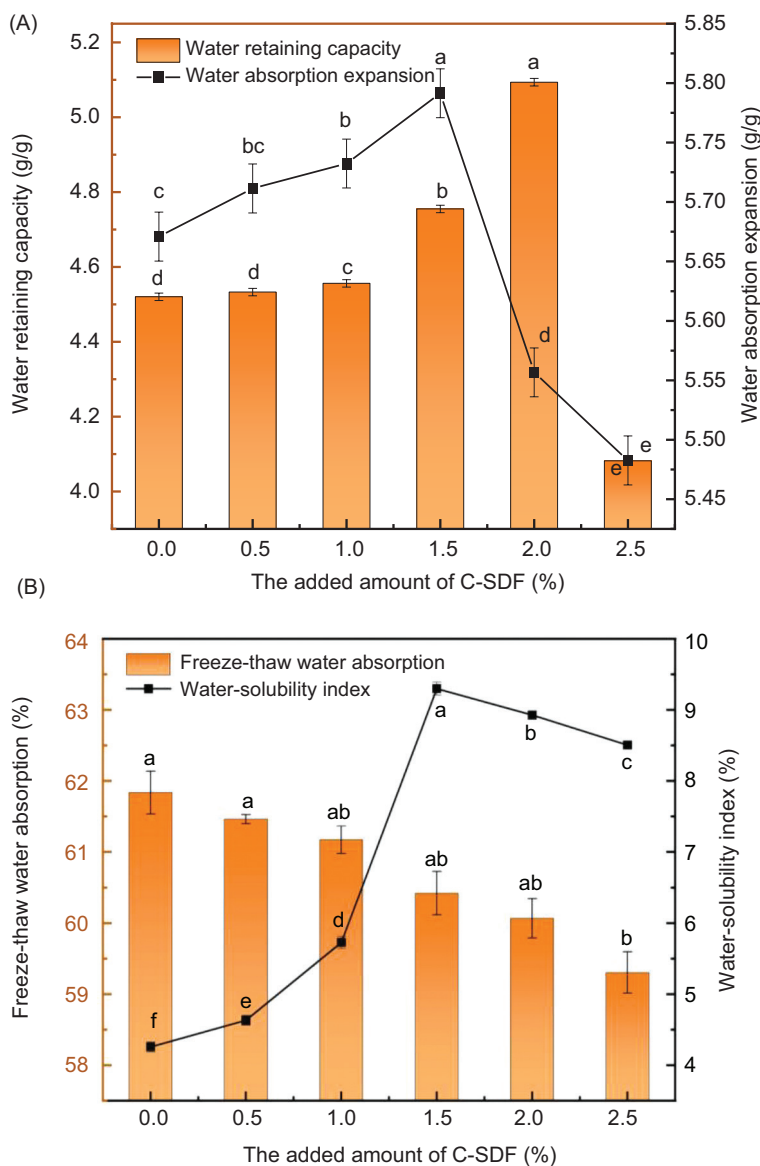 (A)
Water retaining capacity
Water absorption expansion
Water retaining capacity (g/g)
5.2
5.0
4.8
4.6
4.4
4.2
4.0
c
bc
b
a
a
d
d
c
b
d
e
e
5.85
5.80
5.75
5.70
5.65
5.60
5.55
5.50
5.45
Water absorption expansion (g/g)
0.0 0.5 1.0 1.5 2.0 2.5
The added amount of C-SDF (%)
(B)
Freeze-thaw water absorption
Water-solubility index
Freeze-thaw water absorption (%)
64
63
62
61
60
59
58
a
a
ab
ab
ab
b
f
e
d
a
b
c
10
9
8
7
6
5
4
Water-solubility index (%)
0.0 0.5 1.0 1.5 2.0 2.5
The added amount of C-SDF (%)